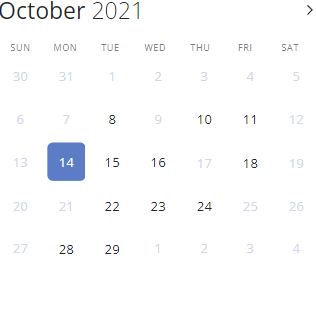 October 2021
SUN MON TUE WED THU FRI SAT
30 31 1 2 3 4 5
6 7 8 9 10 11 12
13 14 15 16 17 18 19
20 21 22 23 24 25 26
27 28 29 1 2 3 4